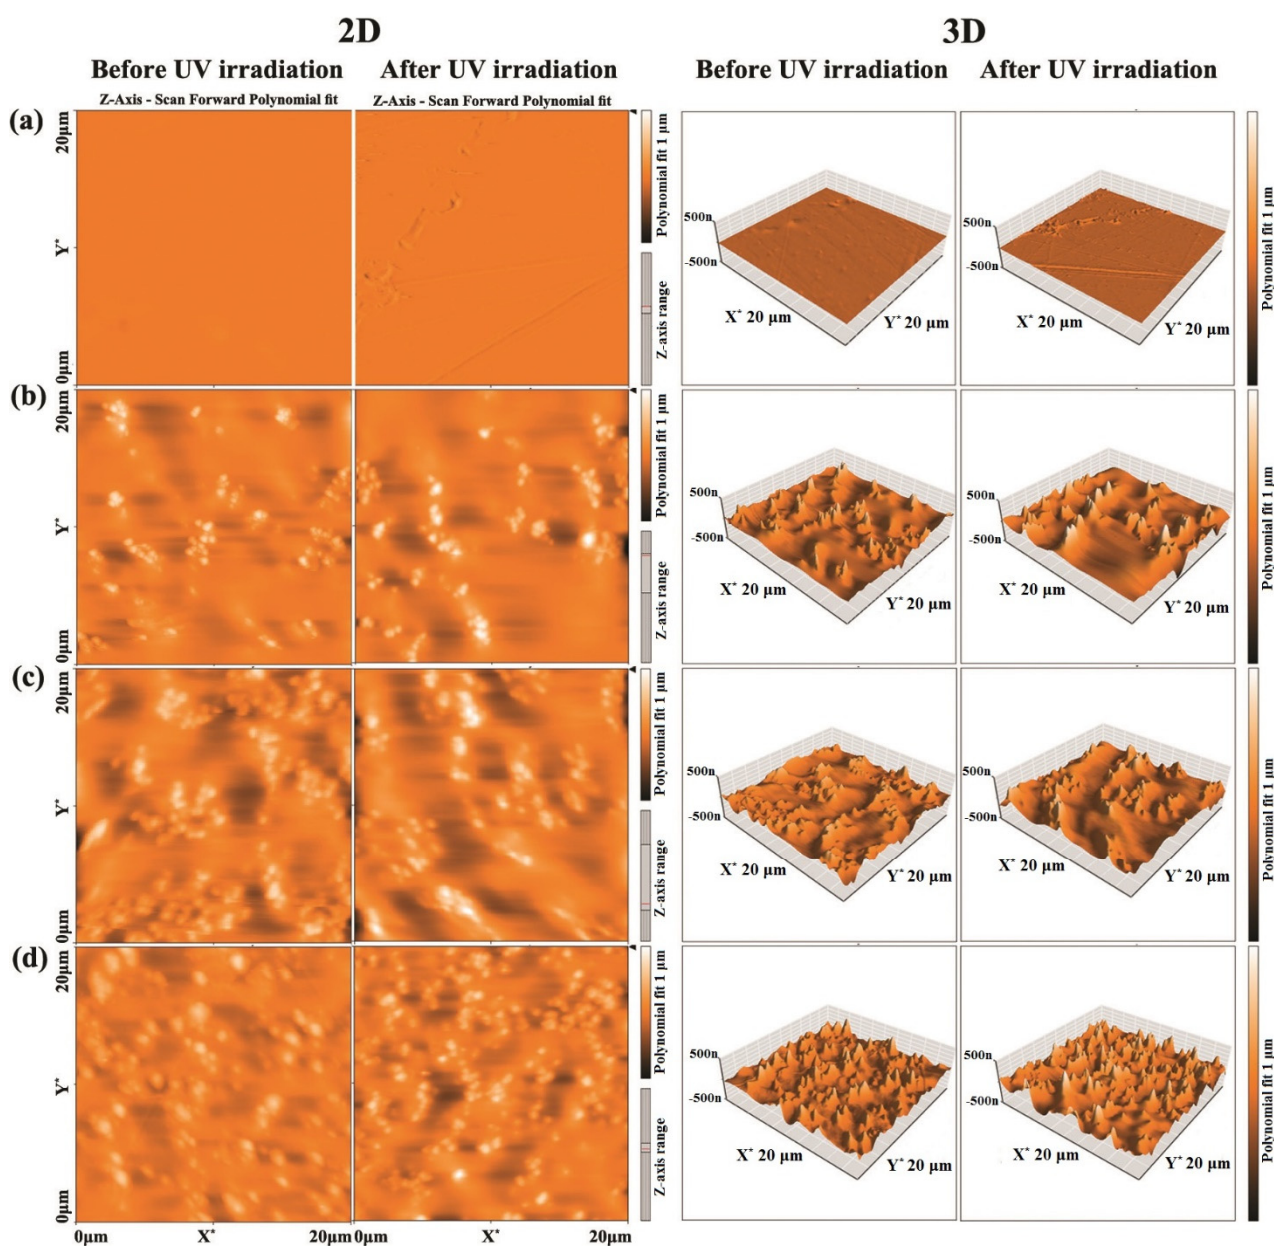 2D
3D
Before UV irradiation
After UV irradiation
Before UV irradiation
After UV irradiation
Z-Axis - Scan Forward Polynomial fit
Z-Axis - Scan Forward Polynomial fit
(a)
20µm
Y*
0µm
Polynomial fit 1 µm
Z-axis range
500n
-500n
X* 20 µm
Y* 20 µm
500n
-500n
X* 20 µm
Y* 20 µm
Polynomial fit 1 µm
(b)
20µm
Y*
0µm
Polynomial fit 1 µm
Z-axis range
500n
-500n
X* 20 µm
Y* 20 µm
500n
-500n
X* 20 µm
Y* 20 µm
Polynomial fit 1 µm
(c)
20µm
Y*
0µm
Polynomial fit 1 µm
Z-axis range
500n
-500n
X* 20 µm
Y* 20 µm
500n
-500n
X* 20 µm
Y* 20 µm
Polynomial fit 1 µm
(d)
20µm
Y*
0µm
Polynomial fit 1 µm
Z-axis range
500n
-500n
X* 20 µm
Y* 20 µm
500n
-500n
X* 20 µm
Y* 20 µm
Polynomial fit 1 µm
0µm
X*
20µm
0µm
X*
20µm